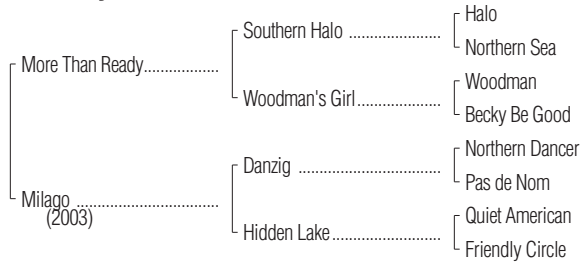 Halo
Southern Halo ....................
Northern Sea
More Than Ready.................
Woodman
Woodman's Girl..................
Becky Be Good
Northern Dancer
Danzig ..............................
Pas de Nom
Milago ..............................
(2003)
Quiet American
Hidden Lake.......................
Friendly Circle